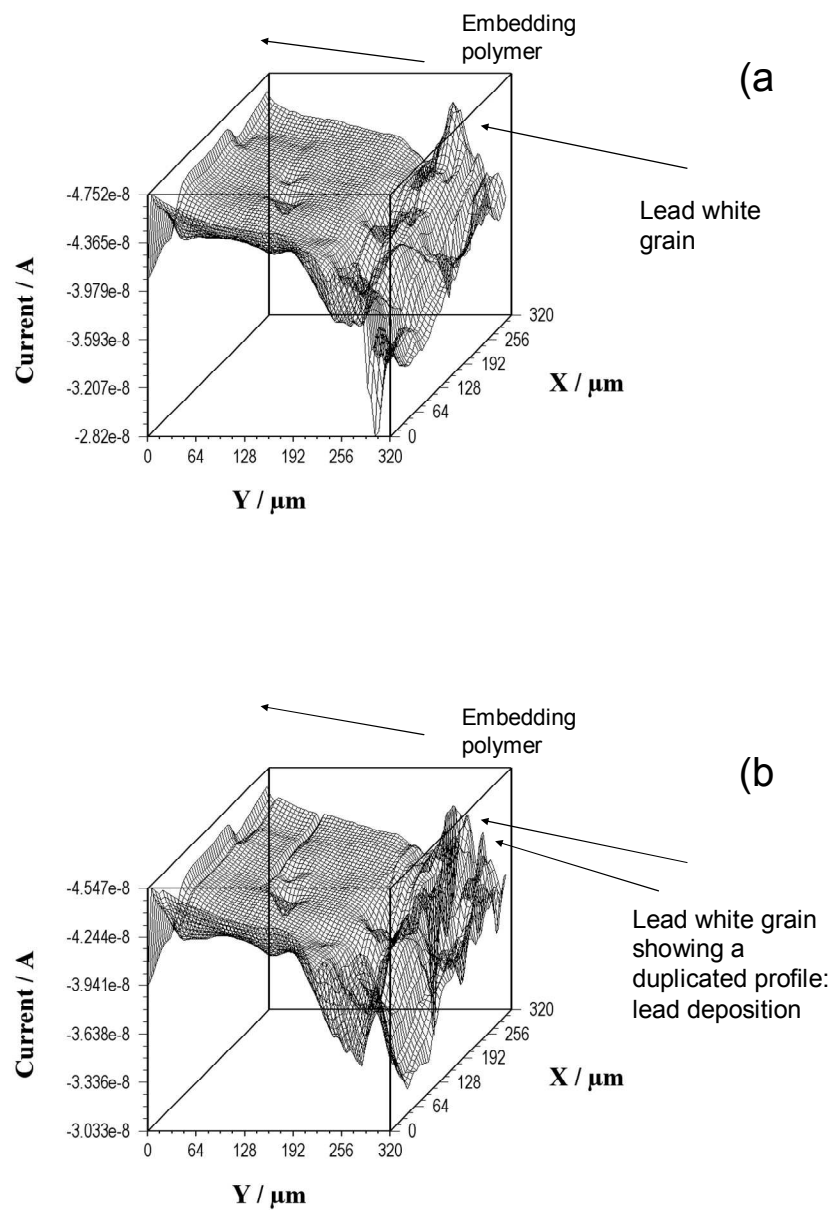 Embedding
polymer
(a
Lead white
grain
-4.752e-8
-4.365e-8
-3.979e-8
-3.593e-8
-3.207e-8
-2.82e-8
Current / A
0 64 128 192 256 320
Y / µm
0 64 128 192 256 320
X / µm
Embedding
polymer
(b
Lead white grain
showing a
duplicated profile:
lead deposition
-4.547e-8
-4.244e-8
-3.941e-8
-3.638e-8
-3.336e-8
-3.033e-8
Current / A
0 64 128 192 256 320
Y / µm
0 64 128 192 256 320
X / µm